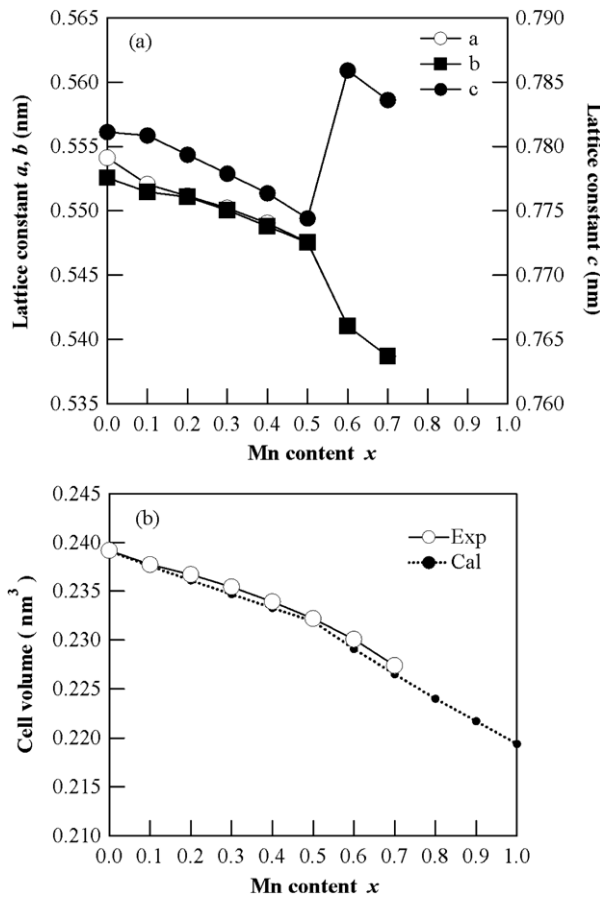 (a)
a
b
c
0.565
0.560
0.555
0.550
0.545
0.540
0.535
Lattice constant a, b (nm)
0.790
0.785
0.780
0.775
0.770
0.765
0.760
Lattice constant c (nm)
0.0 0.1 0.2 0.3 0.4 0.5 0.6 0.7 0.8 0.9 1.0
Mn content x
(b)
Exp
Cal
0.245
0.240
0.235
0.230
0.225
0.220
0.215
0.210
Cell volume ( nm³ )
0.0 0.1 0.2 0.3 0.4 0.5 0.6 0.7 0.8 0.9 1.0
Mn content x